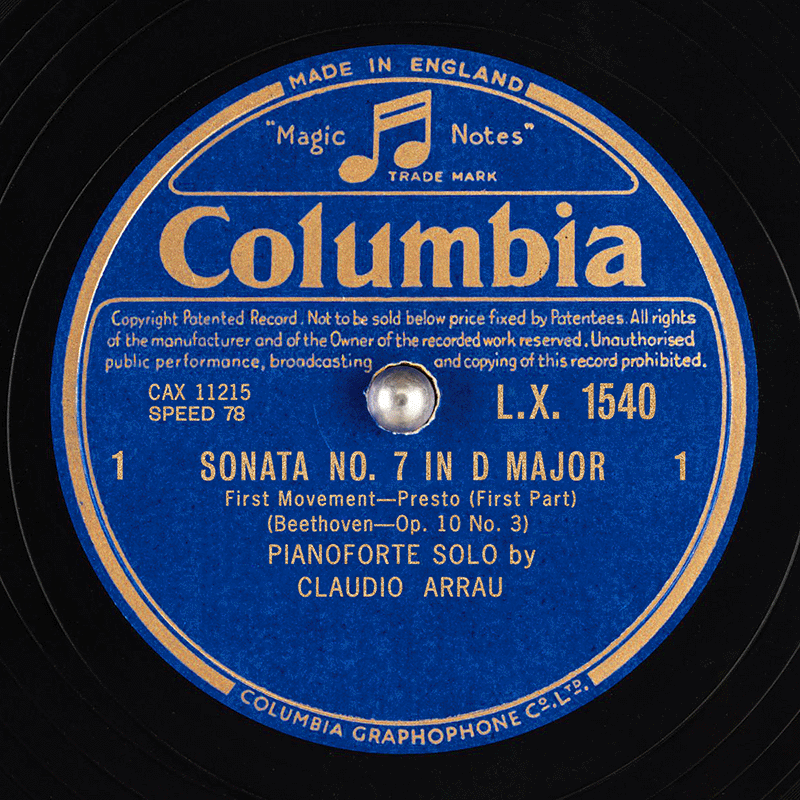 MADE IN ENGLAND
"Magic Notes"
TRADE MARK
Columbia
Copyright Patented Record. Not to be sold below price fixed by Patentees. All rights
of the manufacturer and of the Owner of the recorded work reserved. Unauthorised
public performance, broadcasting and copying of this record prohibited.
CAX 11215 L.X. 1540
SPEED 78
1 SONATA NO. 7 IN D MAJOR 1
First Movement—Presto (First Part)
(Beethoven—Op. 10 No. 3)
PIANOFORTE SOLO by
CLAUDIO ARRAU
COLUMBIA GRAPHOPHONE Co. LTD.